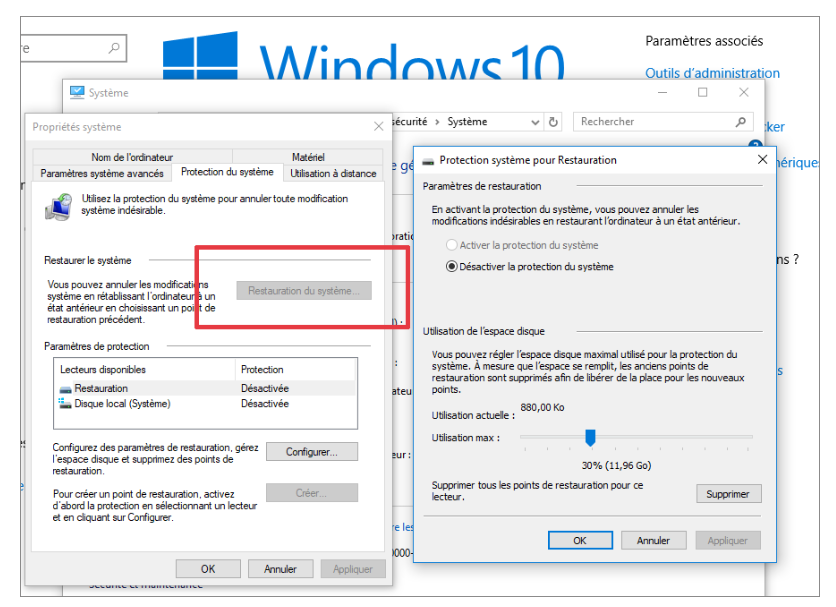 Windows 10
Paramètres associés
Outils d'administration
Système
sécurité > Système
Rechercher
Propriétés système
Nom de l'ordinateur
Matériel
Paramètres système avancés
Protection du système
Utilisation à distance
Utilisez la protection du système pour annuler toute modification
système indésirable.
Restaurer le système
Vous pouvez annuler les modifications
système en rétablissant l'ordinateur à un
état antérieur en choisissant un point de
restauration précédent.
Restauration du système...
Paramètres de protection
Lecteurs disponibles
Protection
Restauration
Désactivée
Disque local (Système)
Désactivée
Configurez des paramètres de restauration, gérez
l'espace disque et supprimez des points de
restauration.
Configurer...
Pour créer un point de restauration, activez
d'abord la protection en sélectionnant un lecteur
et en cliquant sur Configurer.
Créer...
OK
Annuler
Appliquer
Protection système pour Restauration
Paramètres de restauration
En activant la protection du système, vous pouvez annuler les
modifications indésirables en restaurant l'ordinateur à un état antérieur.
Activer la protection du système
Désactiver la protection du système
Utilisation de l'espace disque
Vous pouvez régler l'espace disque maximal utilisé pour la protection du
système. À mesure que l'espace se remplit, les anciens points de
restauration sont supprimés afin de libérer de la place pour les nouveaux
points.
Utilisation actuelle : 880,00 Ko
Utilisation max :
30% (11,96 Go)
Supprimer tous les points de restauration pour ce
lecteur.
Supprimer
OK
Annuler
Appliquer